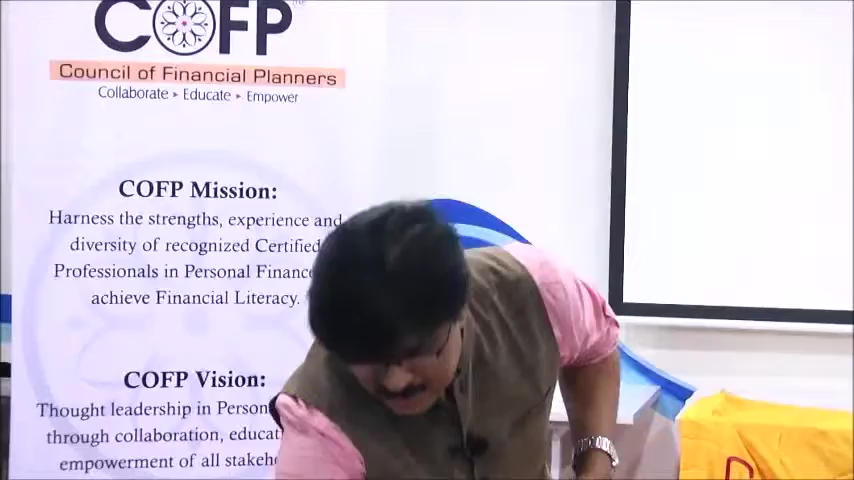 COFP
Council of Financial Planners
Collaborate ▸ Educate ▸ Empower
COFP Mission:
Harness the strengths, experience and
diversity of recognized Certified
Professionals in Personal Finance
achieve Financial Literacy.
COFP Vision:
Thought leadership in Person
through collaboration, educat
empowerment of all stakeh